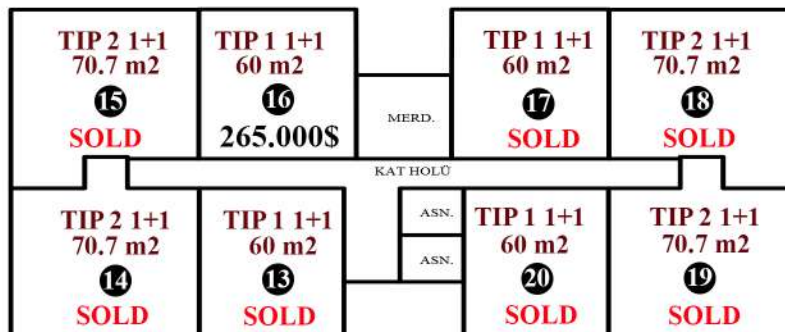 TIP 2 1+1
70.7 m2
15
SOLD
TIP 1 1+1
60 m2
16
265.000$
MERD.
TIP 1 1+1
60 m2
17
SOLD
TIP 2 1+1
70.7 m2
18
SOLD
KAT HOLÜ
TIP 2 1+1
70.7 m2
14
SOLD
TIP 1 1+1
60 m2
13
SOLD
ASN.
ASN.
TIP 1 1+1
60 m2
20
SOLD
TIP 2 1+1
70.7 m2
19
SOLD